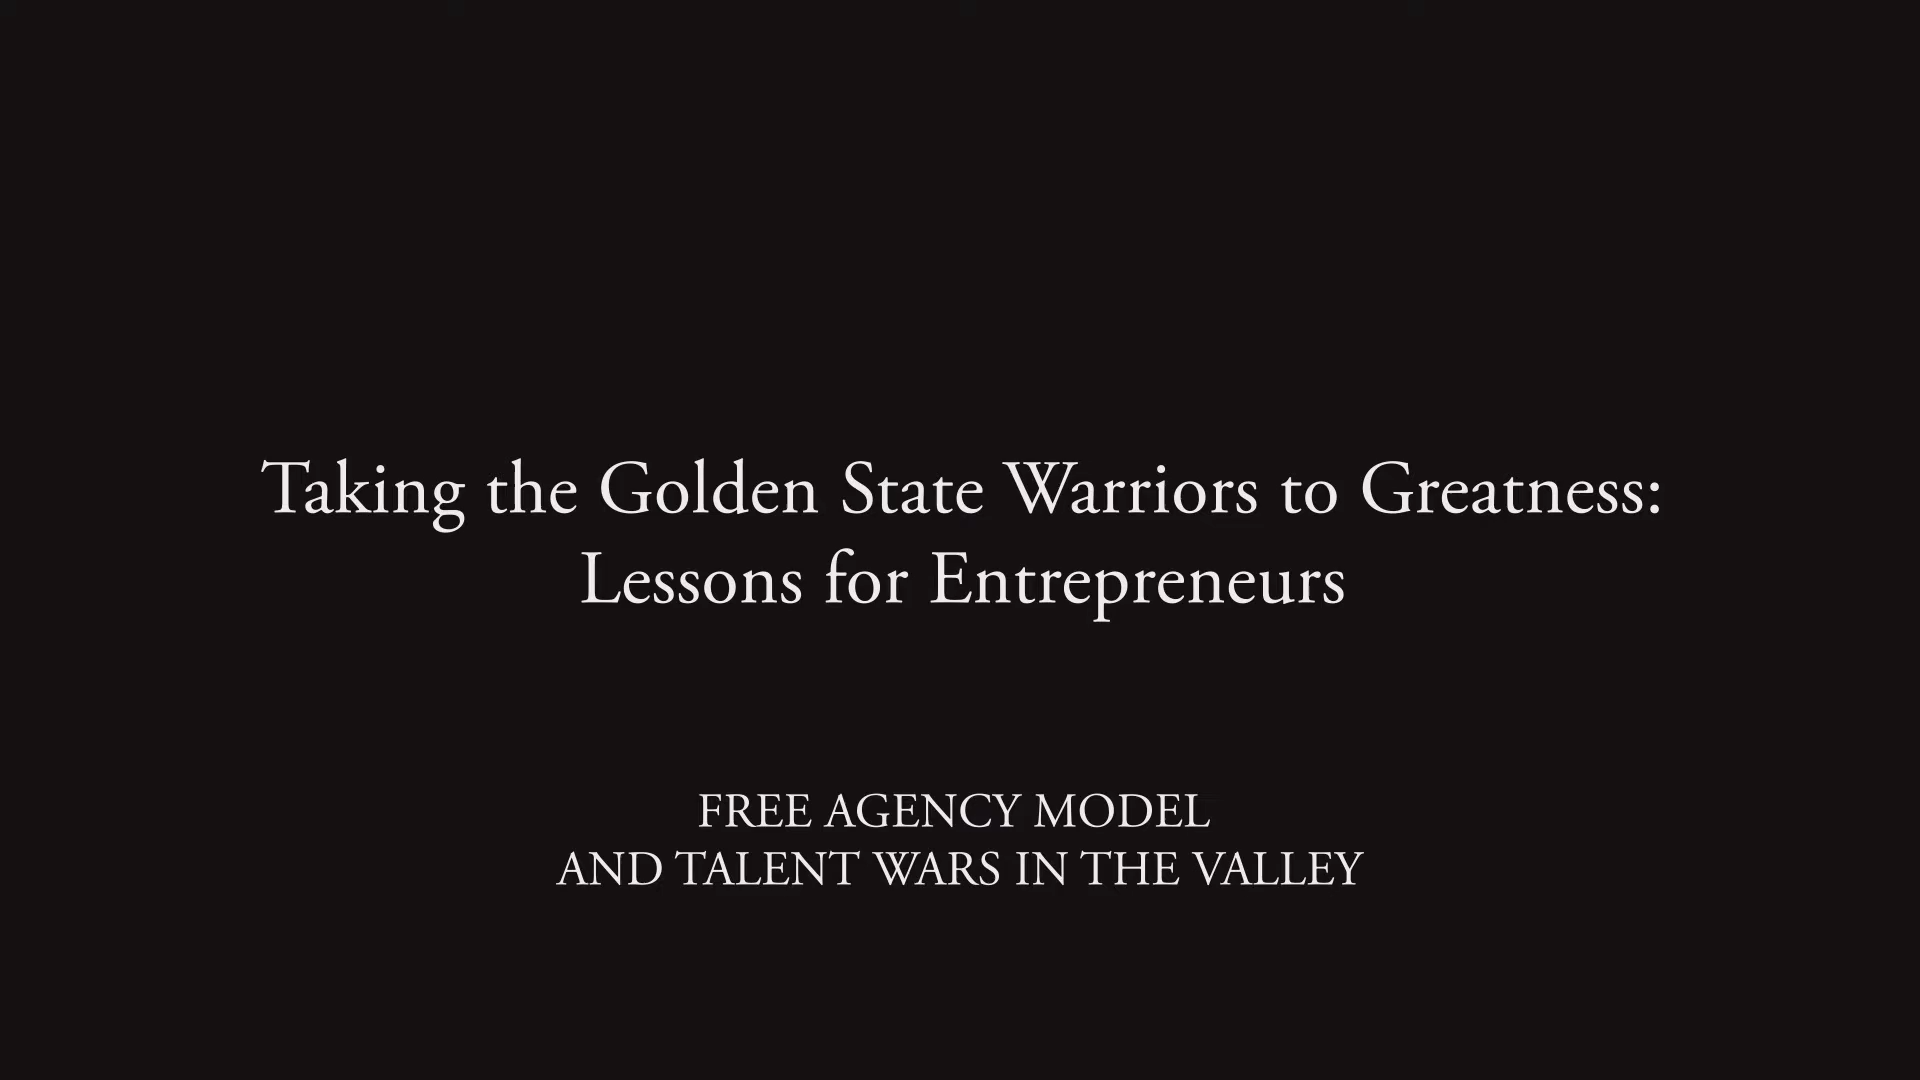 Taking the Golden State Warriors to Greatness:
Lessons for Entrepreneurs
FREE AGENCY MODEL
AND TALENT WARS IN THE VALLEY